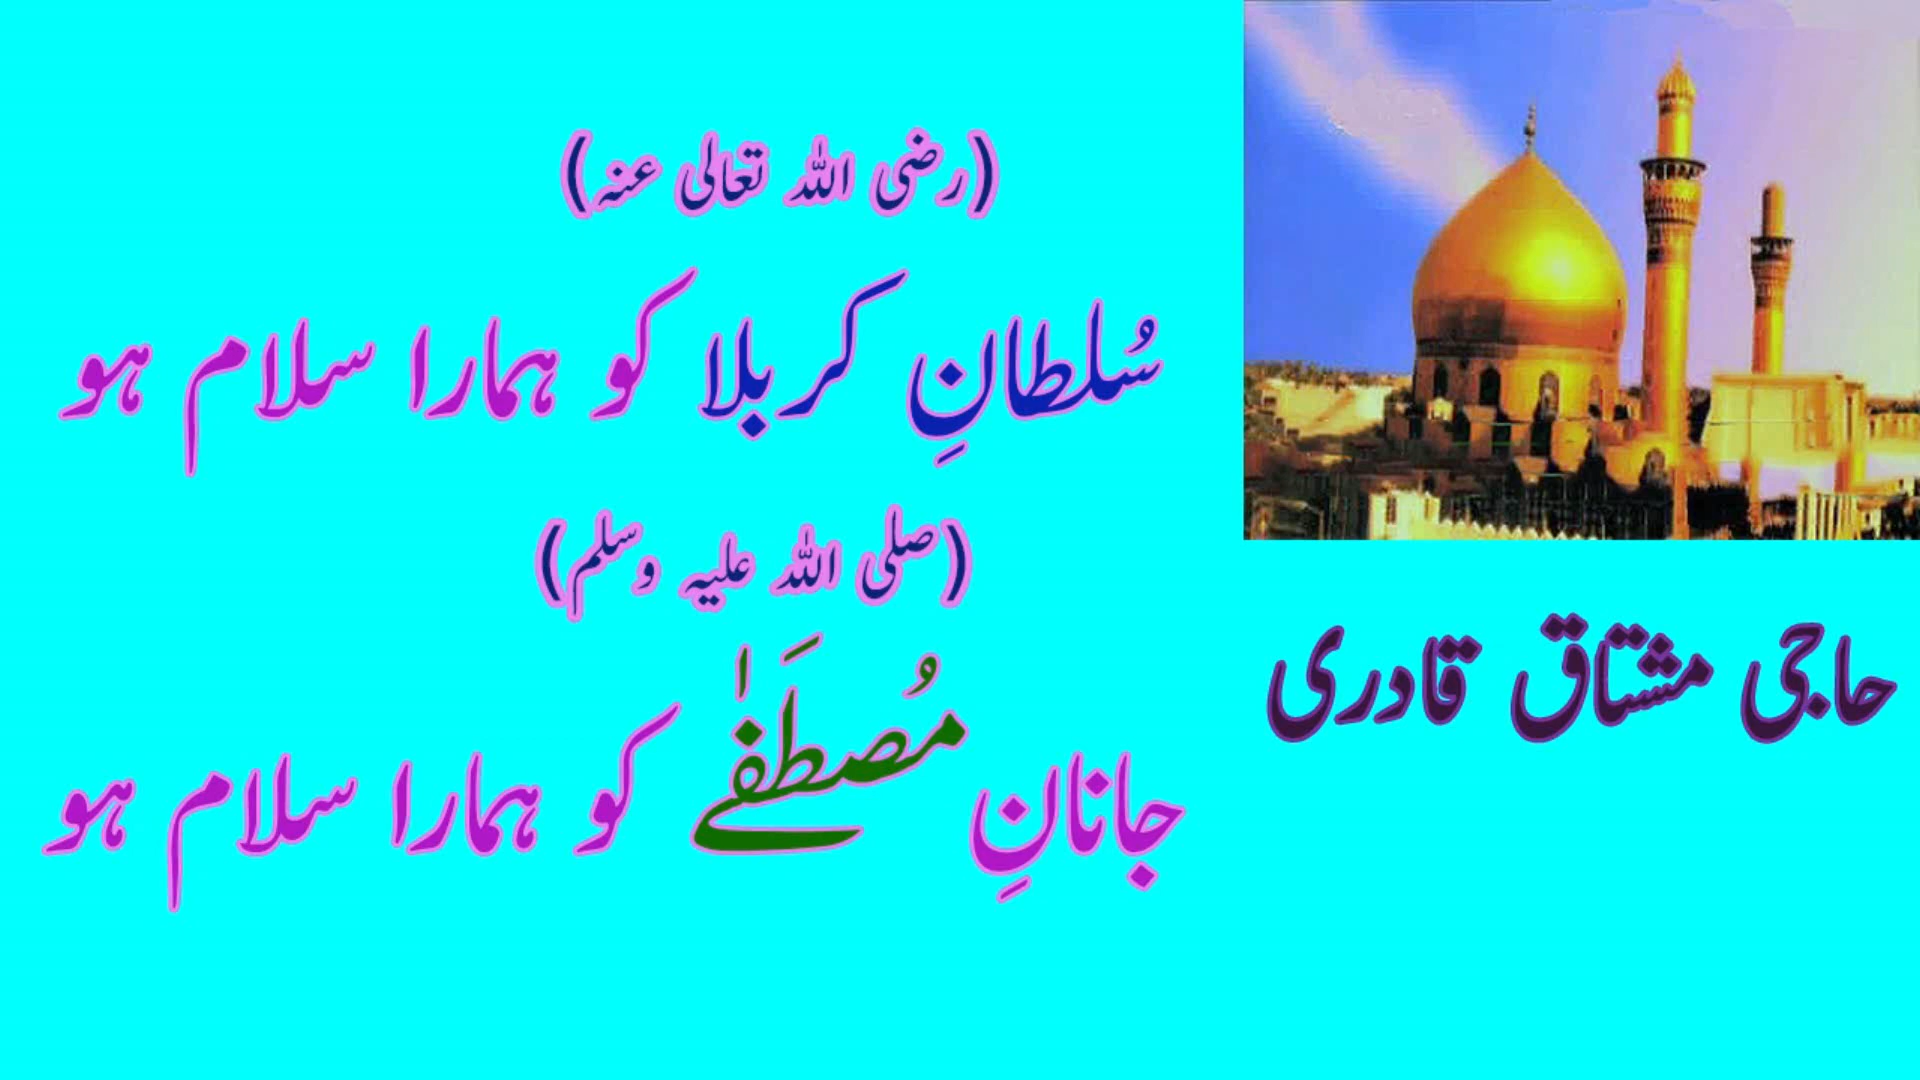 (رضی اللہ تعالی عنہ)
سُلطانِ کربلا کو ہمارا سلام ہو
(صلی اللہ علیہ وسلم)
جانانِ مُصطَفٰے کو ہمارا سلام ہو
حاجی مشتاق قادری